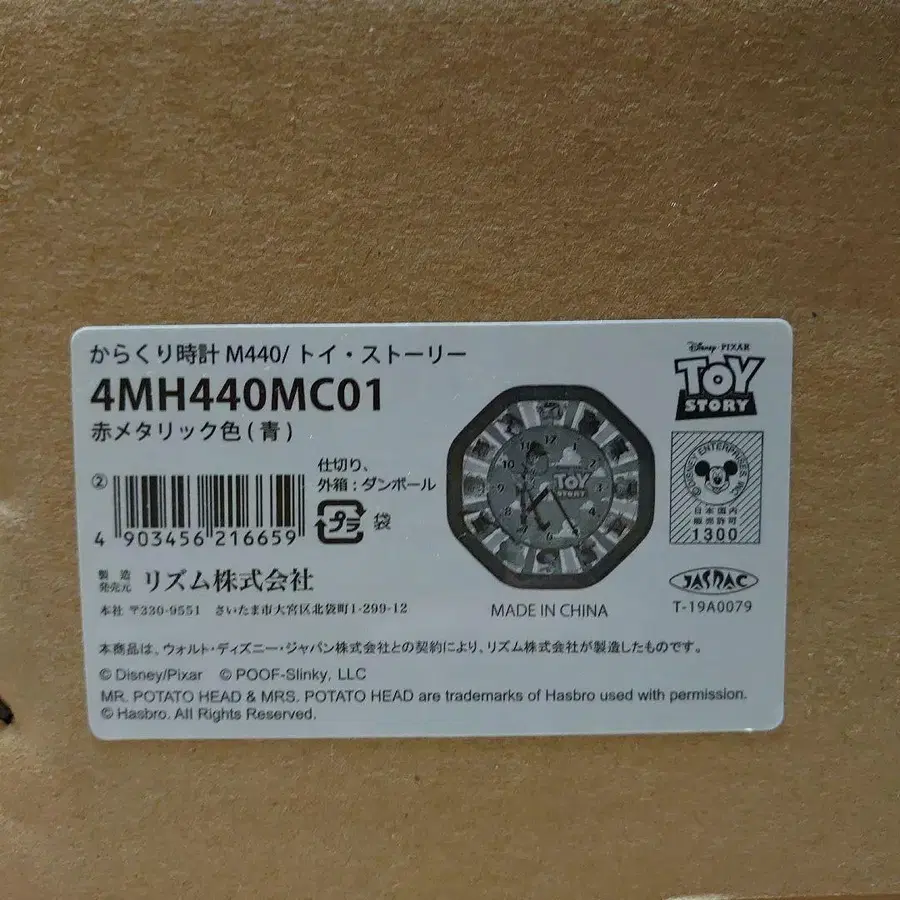 からくり時計 M440/ トイ・ストーリー
4MH440MC01
赤メタリック色 ( 青 )
②
4 903456 216659
仕切り、
外箱 : ダンボール
プラ 袋
製造
発売元 リズム株式会社
本社 〒330-9551 さいたま市大宮区北袋町1-299-12
TOY
STORY
MADE IN CHINA
Disney・PIXAR
TOY
STORY
© DISNEY ENTERPRISES, INC.
日本国内
販売許可
1300
JASRAC
T-19A0079
本商品は、ウォルト・ディズニー・ジャパン株式会社との契約により、リズム株式会社が製造したものです。
© Disney/Pixar © POOF-Slinky, LLC
MR. POTATO HEAD & MRS. POTATO HEAD are trademarks of Hasbro used with permission.
© Hasbro. All Rights Reserved.